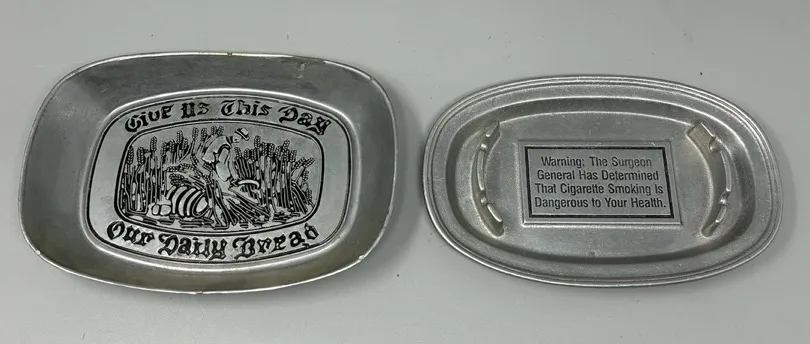 Give Us This Day
Our Daily Bread
Warning: The Surgeon
General Has Determined
That Cigarette Smoking Is
Dangerous to Your Health.